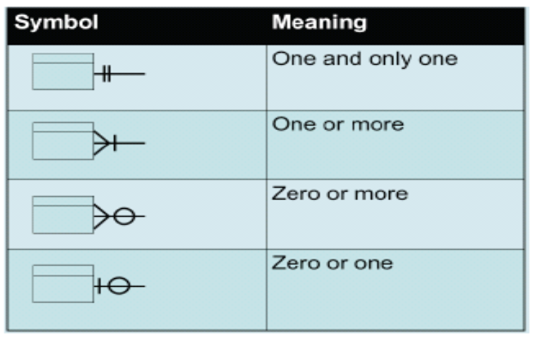 Symbol Meaning
One and only one
One or more
Zero or more
Zero or one